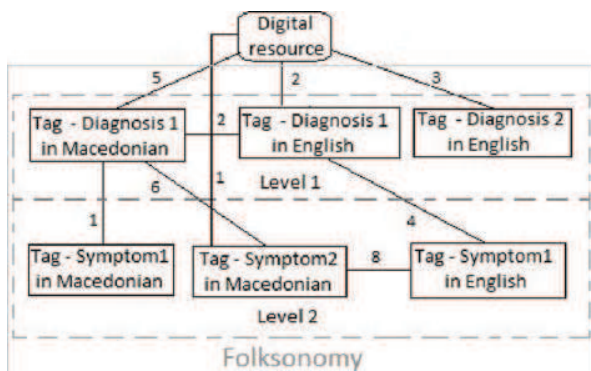 Digital
resource
5
2
3
Tag - Diagnosis 1
in Macedonian
2
Tag - Diagnosis 1
in English
Tag - Diagnosis 2
in English
6
1
Level 1
1
4
Tag - Symptom1
in Macedonian
Tag - Symptom2
in Macedonian
8
Tag - Symptom1
in English
Level 2
Folksonomy